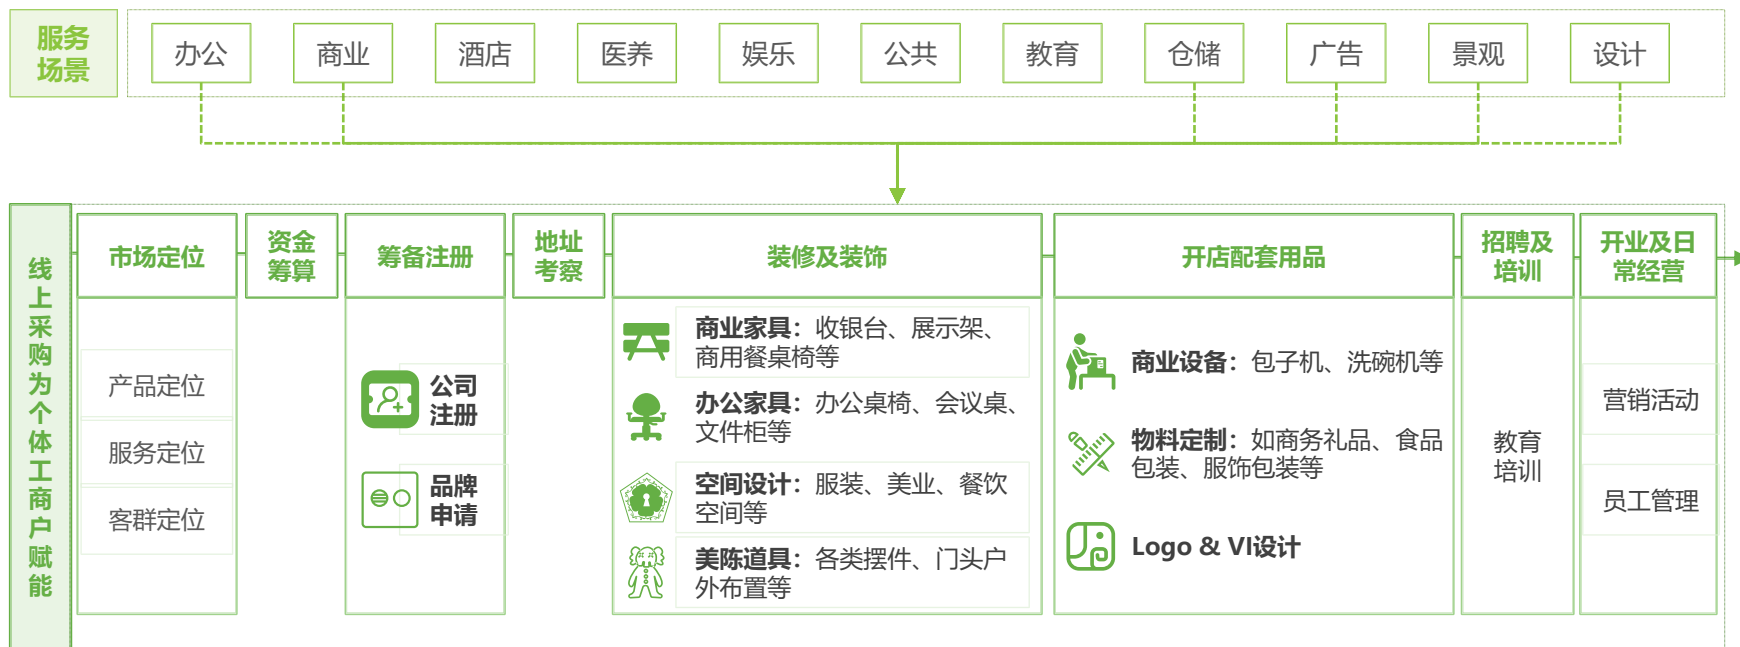 服务
场景
办公
商业
酒店
医养
娱乐
公共
教育
仓储
广告
景观
设计
线上采购为个体工商户赋能
市场定位
产品定位
服务定位
客群定位
资金
筹算
筹备注册
公司
注册
品牌
申请
地址
考察
装修及装饰
商业家具：收银台、展示架、
商用餐桌椅等
办公家具：办公桌椅、会议桌、
文件柜等
空间设计：服装、美业、餐饮
空间等
美陈道具：各类摆件、门头户
外布置等
开店配套用品
商业设备：包子机、洗碗机等
物料定制：如商务礼品、食品
包装、服饰包装等
Logo & VI设计
招聘及
培训
教育
培训
开业及日
常经营
营销活动
员工管理